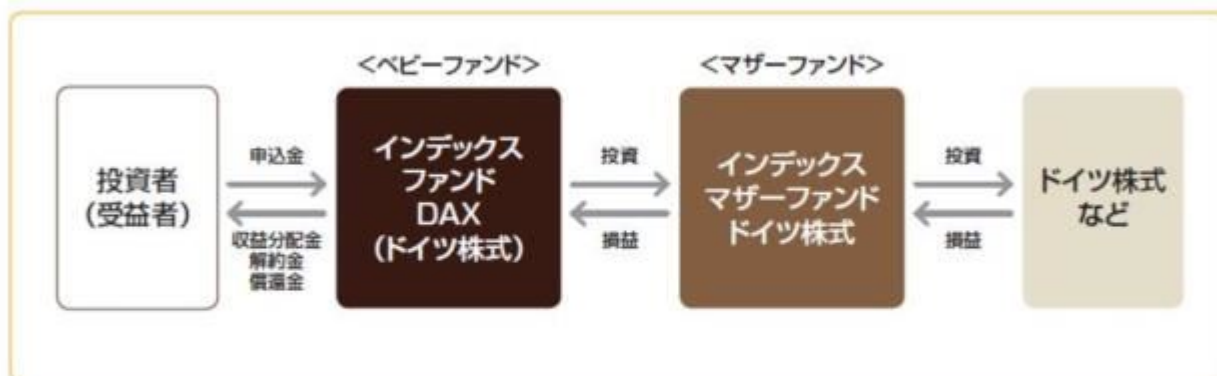 <ベビーファンド>
<マザーファンド>
投資者
(受益者)
申込金
収益分配金
解約金
償還金
インデックス
ファンド
DAX
(ドイツ株式)
投資
損益
インデックス
マザーファンド
ドイツ株式
投資
損益
ドイツ株式
など